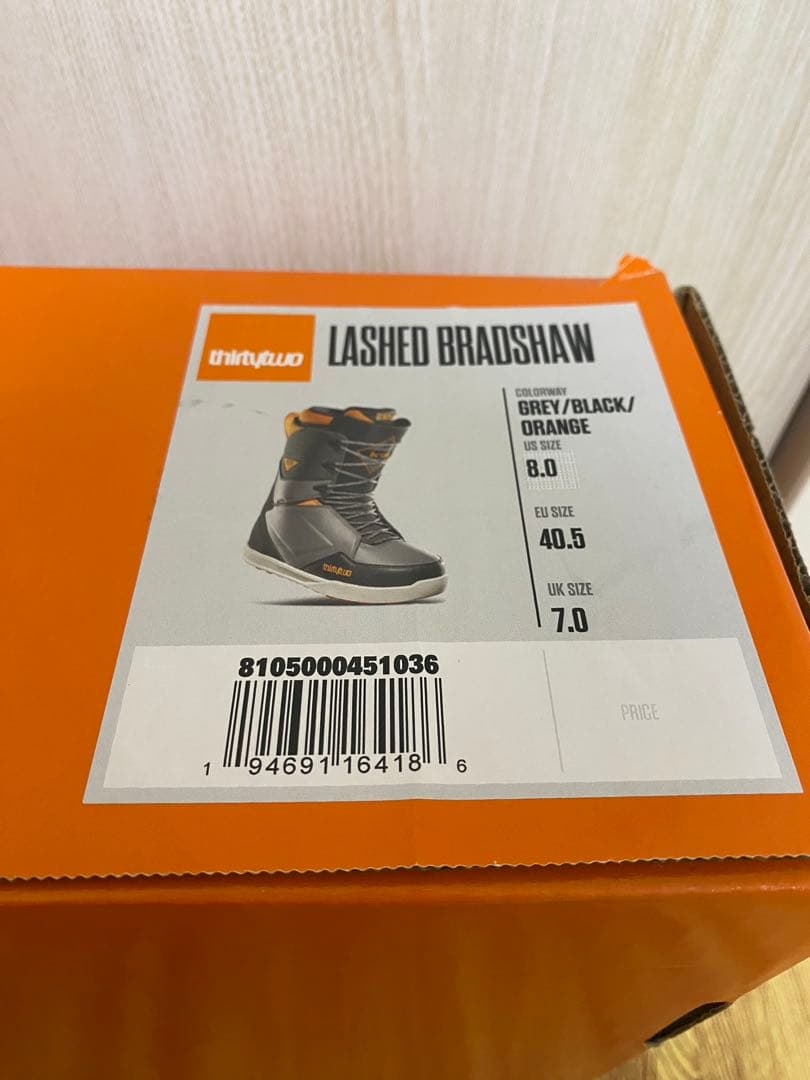 thirtytwo LASHED BRADSHAW
COLORWAY
GREY/BLACK/
ORANGE
US SIZE
8.0
EU SIZE
40.5
UK SIZE
7.0
thirtytwo
8105000451036
1 94691 16418 6
PRICE